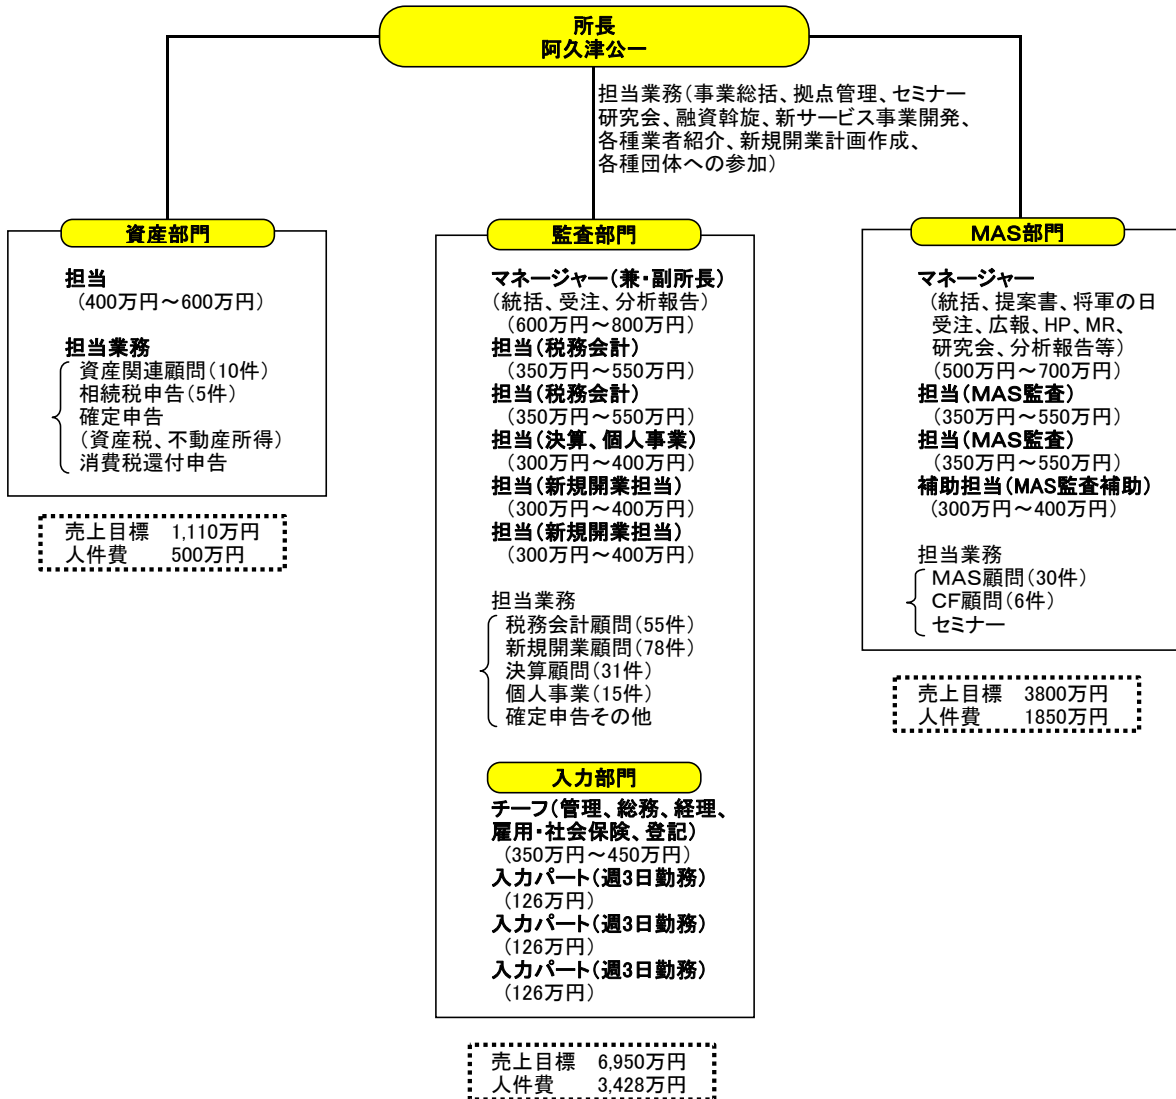 所長
阿久津公一
担当業務(事業総括、拠点管理、セミナー
研究会、融資斡旋、新サービス事業開発、
各種業者紹介、新規開業計画作成、
各種団体への参加)
資産部門
担当
(400万円～600万円)
担当業務
資産関連顧問(10件)
相続税申告(5件)
確定申告
(資産税、不動産所得)
消費税還付申告
売上目標 1,110万円
人件費 500万円
監査部門
マネージャー(兼・副所長)
(統括、受注、分析報告)
(600万円～800万円)
担当(税務会計)
(350万円～550万円)
担当(税務会計)
(350万円～550万円)
担当(決算、個人事業)
(300万円～400万円)
担当(新規開業担当)
(300万円～400万円)
担当(新規開業担当)
(300万円～400万円)
担当業務
税務会計顧問(55件)
新規開業顧問(78件)
決算顧問(31件)
個人事業(15件)
確定申告その他
入力部門
チーフ(管理、総務、経理、
雇用・社会保険、登記)
(350万円～450万円)
入力パート(週3日勤務)
(126万円)
入力パート(週3日勤務)
(126万円)
入力パート(週3日勤務)
(126万円)
売上目標 6,950万円
人件費 3,428万円
MAS部門
マネージャー
(統括、提案書、将軍の日
受注、広報、HP、MR、
研究会、分析報告等)
(500万円～700万円)
担当(MAS監査)
(350万円～550万円)
担当(MAS監査)
(350万円～550万円)
補助担当(MAS監査補助)
(300万円～400万円)
担当業務
MAS顧問(30件)
CF顧問(6件)
セミナー
売上目標 3800万円
人件費 1850万円